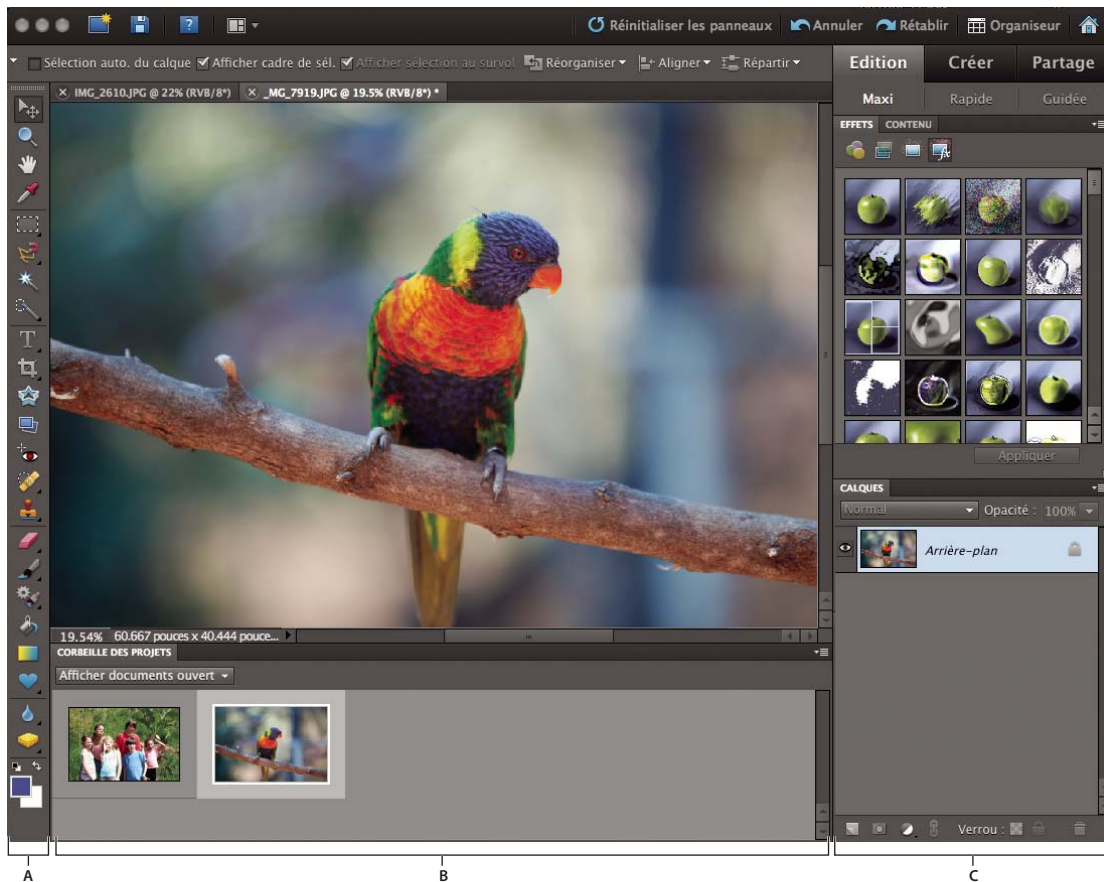 Réinitialiser les panneaux Annuler Rétablir Organiseur
Sélection auto. du calque Afficher cadre de sél. Afficher sélection au survol Réorganiser Aligner Répartir
Edition Créer Partage
IMG_2610.JPG @ 22% (RVB/8*) _MG_7919.JPG @ 19.5% (RVB/8*) *
Maxi Rapide Guidée
EFFETS CONTENU
Appliquer
CALQUES
Normal Opacité : 100%
Arrière-plan
19.54% 60.667 pouces x 40.444 pouce...
CORBEILLE DES PROJETS
Afficher documents ouvert
Verrou :
A B C